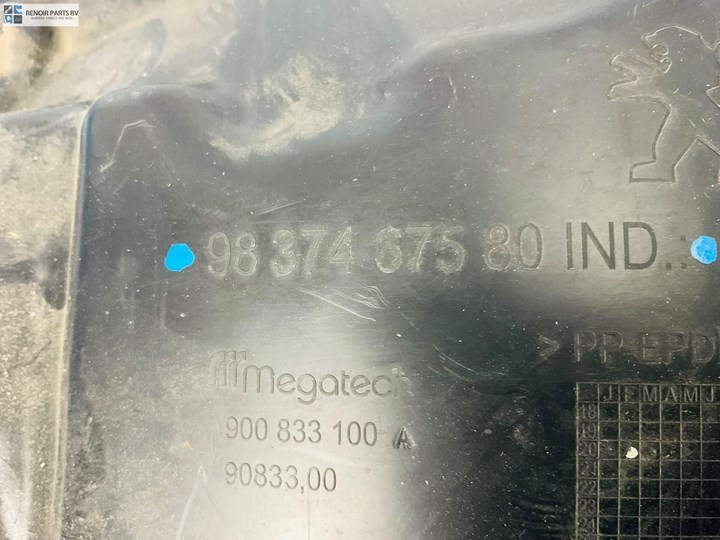 RENOIR PARTS BV
98 374 675 80 IND.:
> PP-EPD
Megatech
900 833 100 A
90833,00
J F M A M J
18
19
20
21
22
23